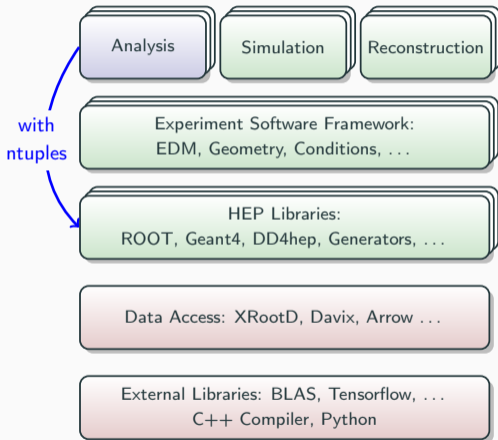 Analysis
Simulation
Reconstruction
with
ntuples
Experiment Software Framework:
EDM, Geometry, Conditions, . . .
HEP Libraries:
ROOT, Geant4, DD4hep, Generators, . . .
Data Access: XRootD, Davix, Arrow . . .
External Libraries: BLAS, Tensorflow, . . .
C++ Compiler, Python